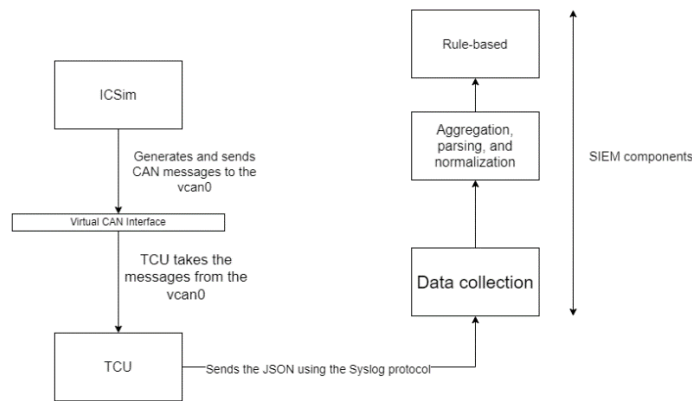 ICSim
Generates and sends
CAN messages to the
vcan0
Virtual CAN Interface
TCU takes the
messages from the
vcan0
TCU
Sends the JSON using the Syslog protocol
Rule-based
Aggregation,
parsing, and
normalization
Data collection
SIEM components